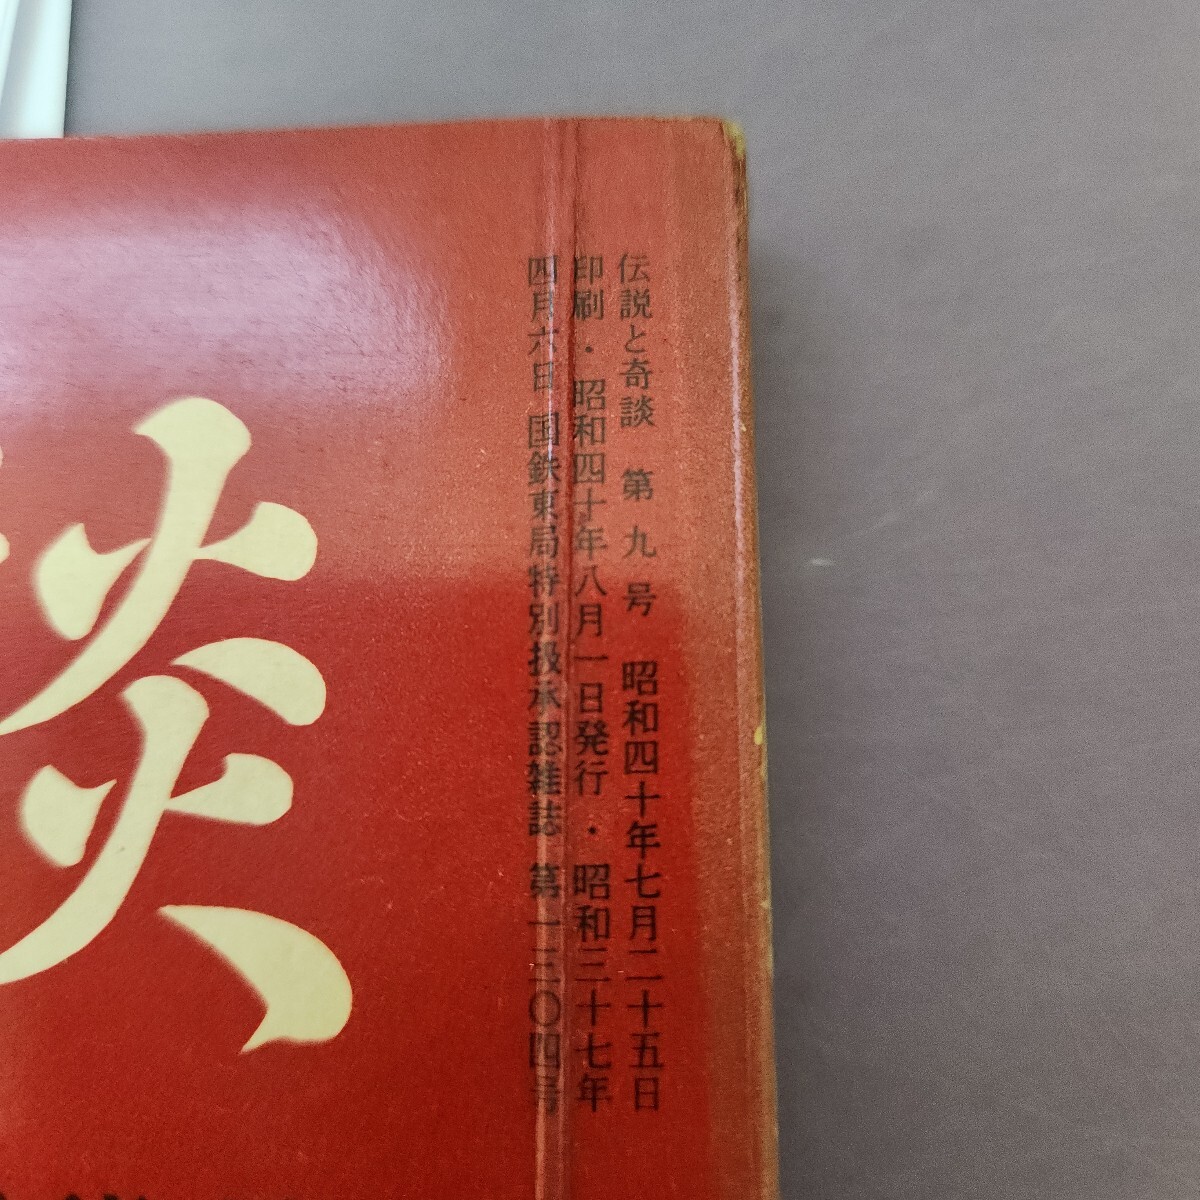 伝説と奇談 第九号 昭和四十年七月二十五日
印刷・昭和四十年八月一日発行・昭和三十七年
四月六日 国鉄東局特別扱承認雑誌 第一三〇四号
談